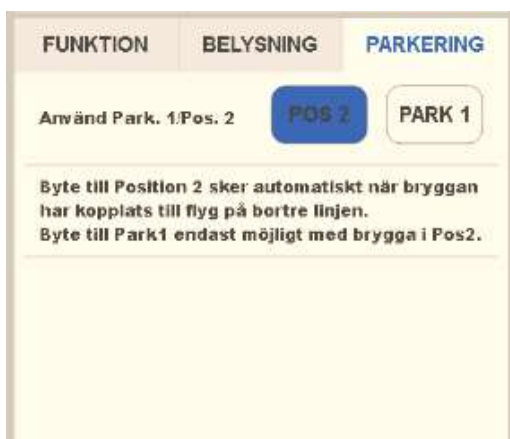 FUNKTION BELYSNING PARKERING
Använd Park. 1/Pos. 2 POS 2 PARK 1
Byte till Position 2 sker automatiskt när bryggan
har kopplats till flyg på bortre linjen.
Byte till Park1 endast möjligt med brygga i Pos2.